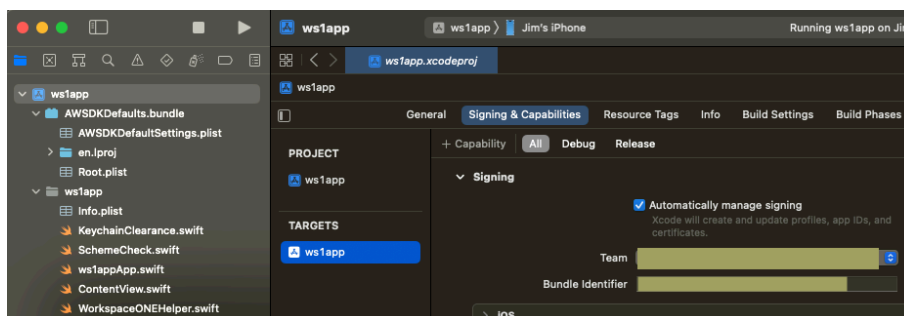 ws1app
ws1app
Jim's iPhone
Running ws1app on Ji
ws1app.xcodeproj
ws1app
ws1app
AWSDKDefaults.bundle
AWSDKDefaultSettings.plist
en.lproj
Root.plist
ws1app
Info.plist
KeychainClearance.swift
SchemeCheck.swift
ws1appApp.swift
ContentView.swift
WorkspaceONEHelper.swift
General
Signing & Capabilities
Resource Tags
Info
Build Settings
Build Phases
PROJECT
ws1app
TARGETS
ws1app
+ Capability
All
Debug
Release
Signing
Automatically manage signing
Xcode will create and update profiles, app IDs, and
certificates.
Team
Bundle Identifier
iOS